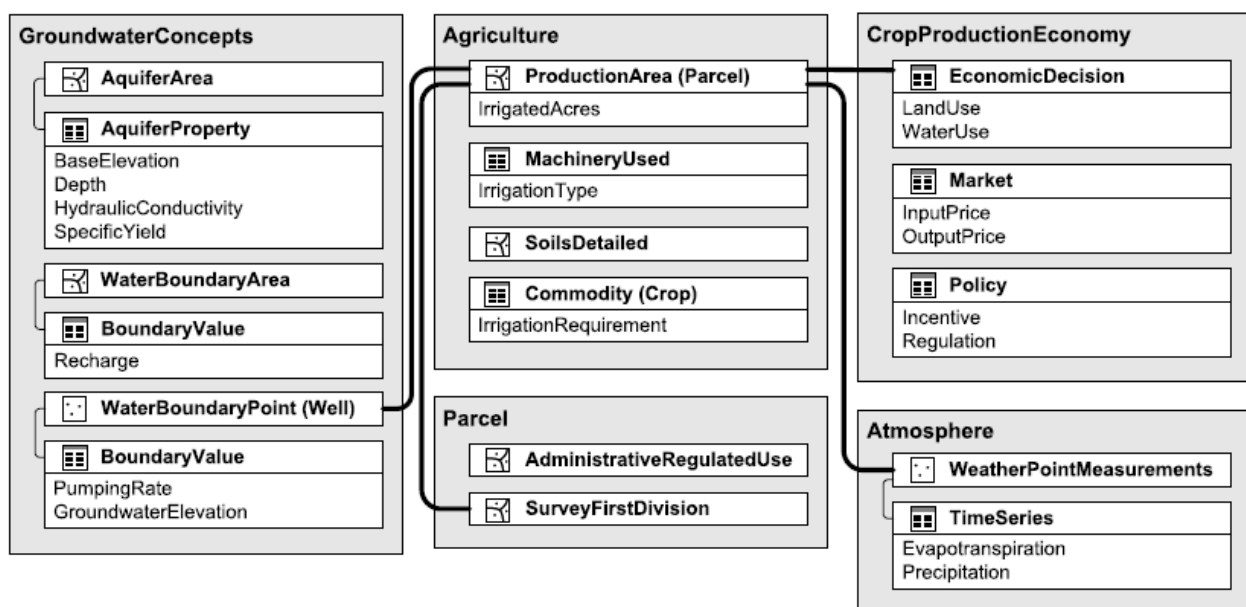 GroundwaterConcepts
AquiferArea
AquiferProperty
BaseElevation
Depth
HydraulicConductivity
SpecificYield
WaterBoundaryArea
BoundaryValue
Recharge
WaterBoundaryPoint (Well)
BoundaryValue
PumpingRate
GroundwaterElevation
Agriculture
ProductionArea (Parcel)
IrrigatedAcres
MachineryUsed
IrrigationType
SoilsDetailed
Commodity (Crop)
IrrigationRequirement
Parcel
AdministrativeRegulatedUse
SurveyFirstDivision
CropProductionEconomy
EconomicDecision
LandUse
WaterUse
Market
InputPrice
OutputPrice
Policy
Incentive
Regulation
Atmosphere
WeatherPointMeasurements
TimeSeries
Evapotranspiration
Precipitation